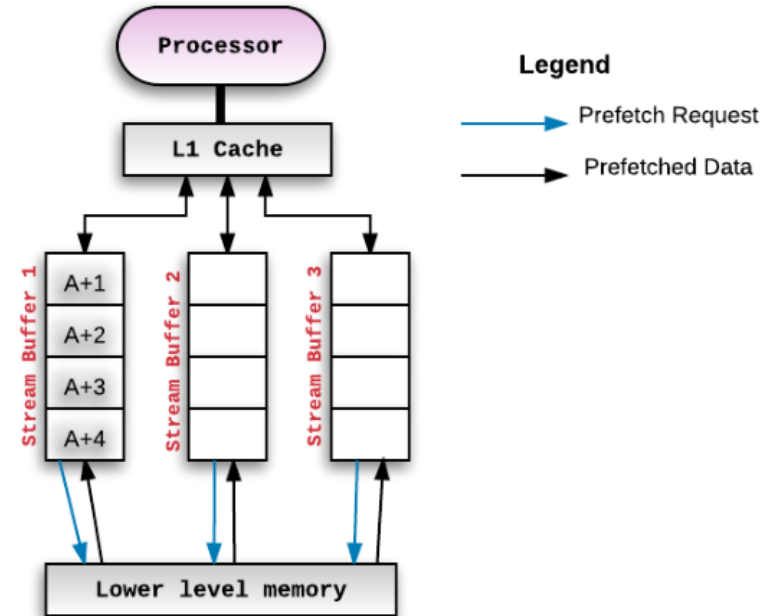 Processor
Legend
Prefetch Request
L1 Cache
Prefetched Data
Stream Buffer 1
A+1
A+2
A+3
A+4
Stream Buffer 2
Stream Buffer 3
Lower level memory